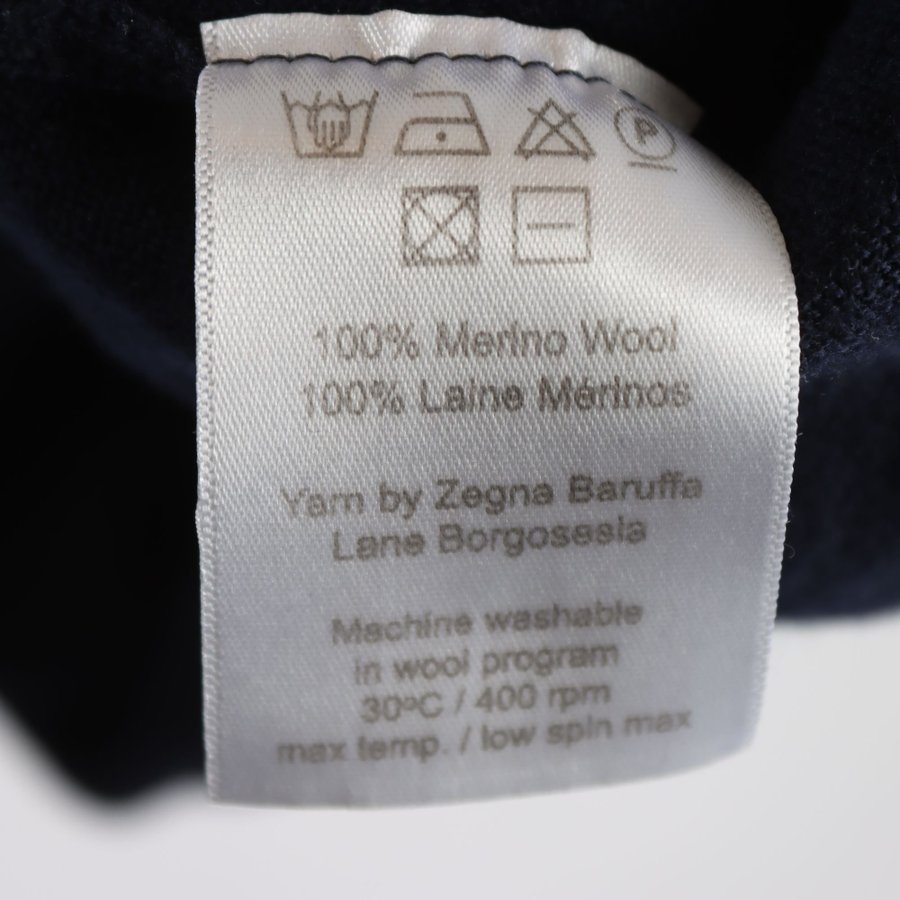 P
100% Merino Wool
100% Laine Mérinos
Yarn by Zegna Baruffa
Lane Borgosesia
Machine washable
in wool program
30ºC / 400 rpm
max temp. / low spin max